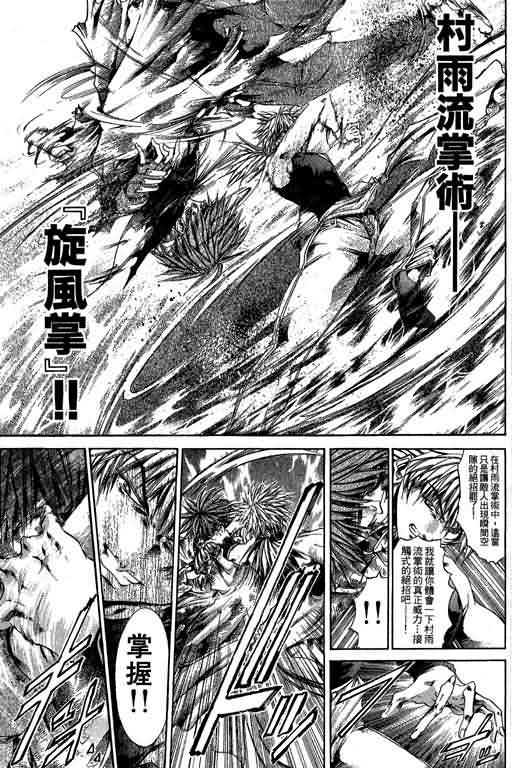 村雨流掌術——
『旋風掌』!!
在村雨流掌術中,這當
只是讓敵人出現瞬間空
隙的絕招罷——
我就讓你體會一下村雨
流掌術的真正威力…接
觸式的絕招吧——!
!!
掌握!!